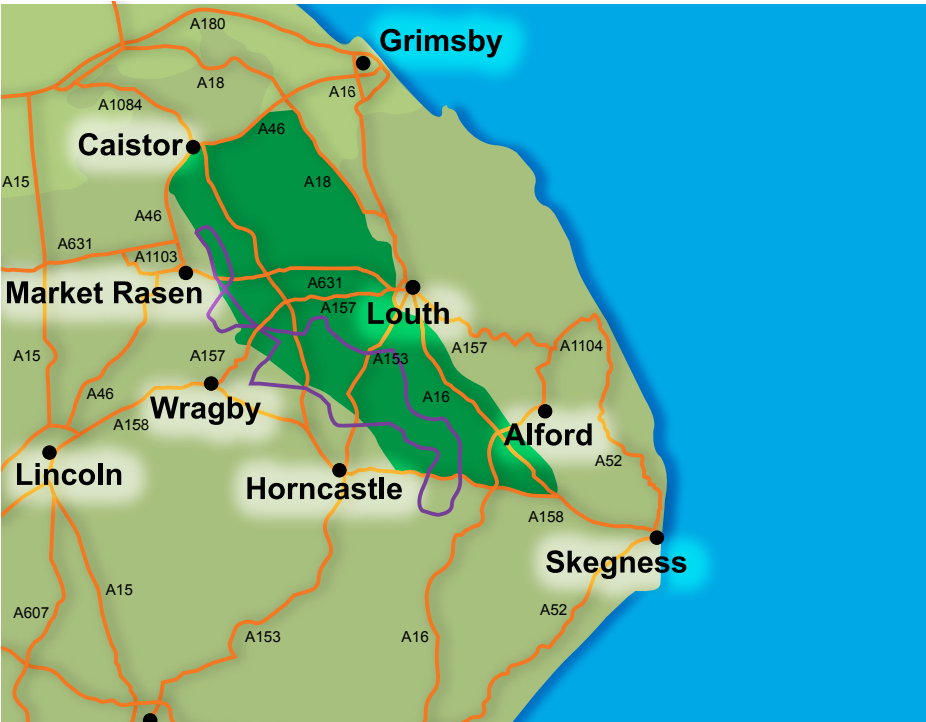 A180
Grimsby
A18
A16
A1084
A46
Caistor
A15
A18
A46
A631
A1103
A631
Market Rasen
A157
Louth
A15
A157
A153
A157
A1104
A46
A16
Wragby
A158
Alford
A52
Lincoln
Horncastle
A158
Skegness
A15
A607
A52
A153
A16